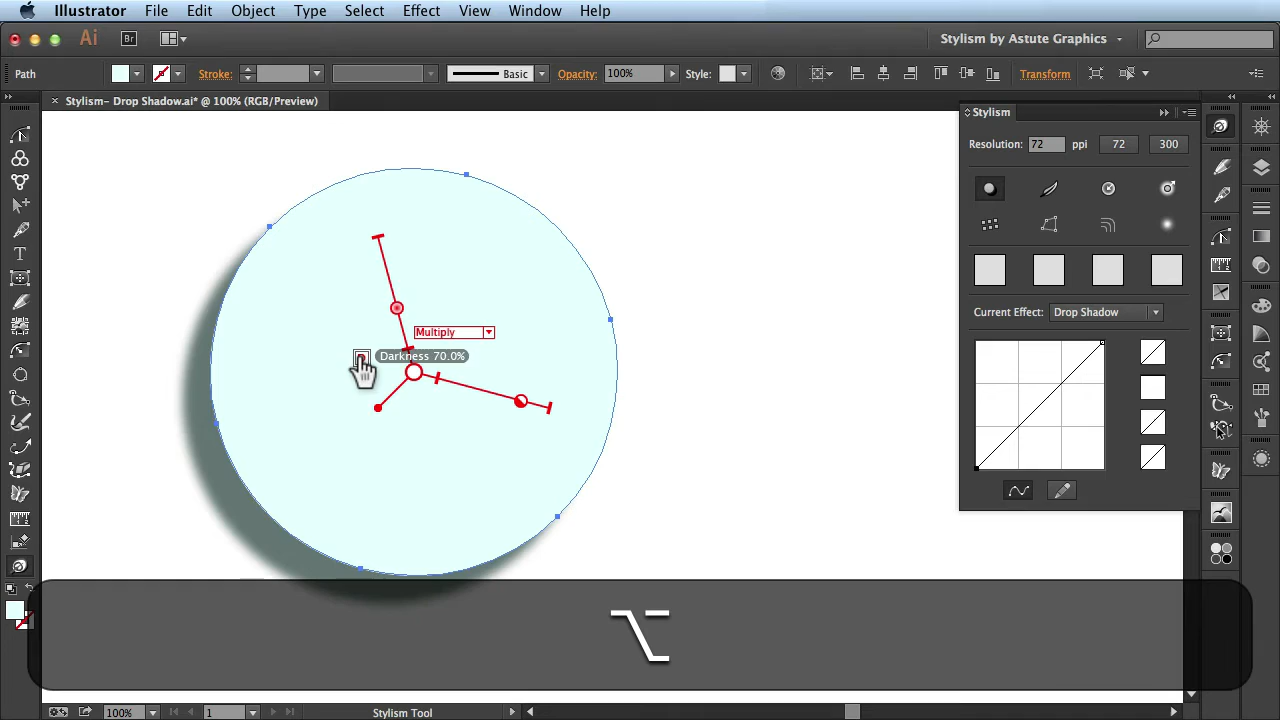 Illustrator File Edit Object Type Select Effect View Window Help
Ai Br Stylism by Astute Graphics
Path Stroke: Basic Opacity: 100% Style: Transform
× Stylism– Drop Shadow.ai* @ 100% (RGB/Preview)
Stylism
Resolution: 72 ppi 72 300
Current Effect: Drop Shadow
Multiply
Darkness 70.0%
T
⌥
100% 1 Stylism Tool